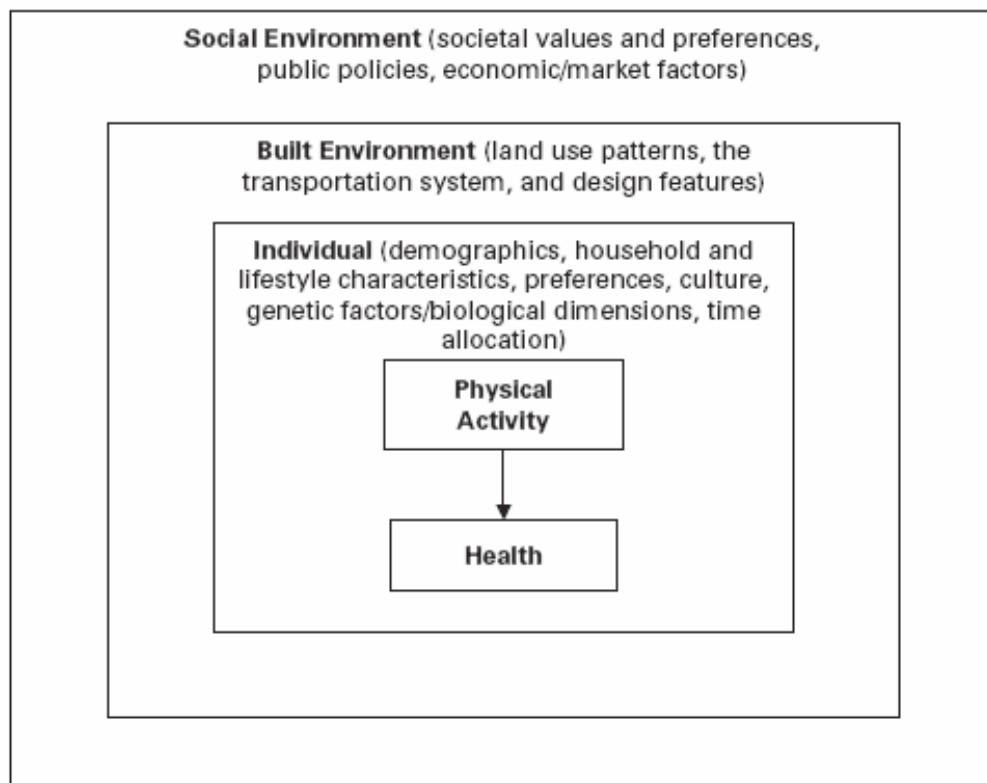 Social Environment (societal values and preferences,
public policies, economic/market factors)
Built Environment (land use patterns, the
transportation system, and design features)
Individual (demographics, household and
lifestyle characteristics, preferences, culture,
genetic factors/biological dimensions, time
allocation)
Physical
Activity
Health